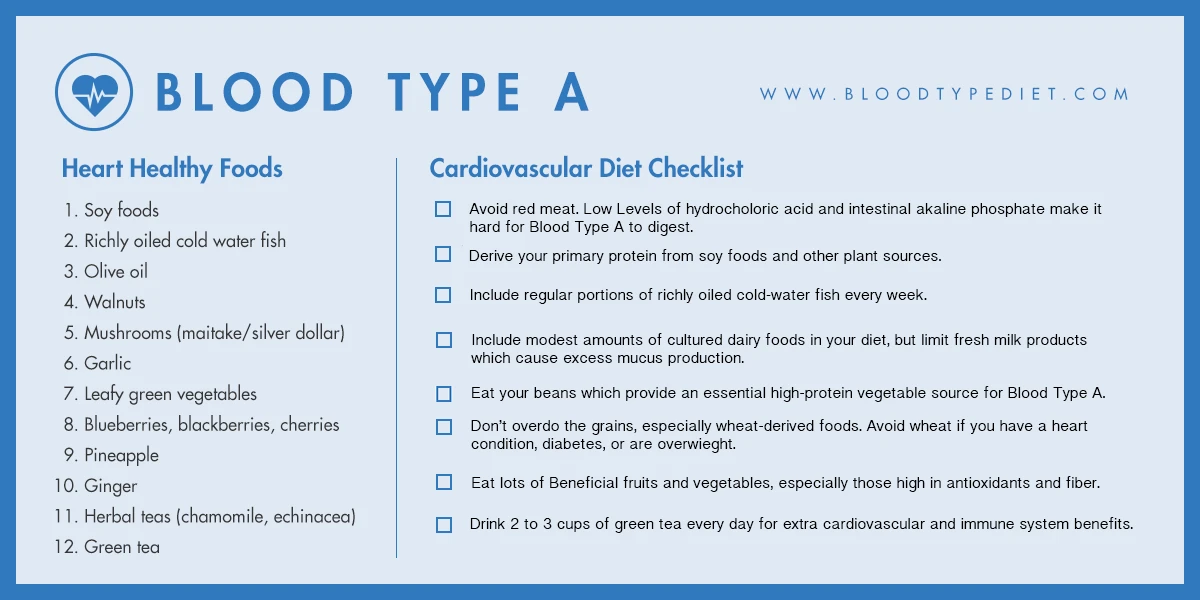 BLOOD TYPE A
WWW.BLOODTYPEDIET.COM
Heart Healthy Foods
1. Soy foods
2. Richly oiled cold water fish
3. Olive oil
4. Walnuts
5. Mushrooms (maitake/silver dollar)
6. Garlic
7. Leafy green vegetables
8. Blueberries, blackberries, cherries
9. Pineapple
10. Ginger
11. Herbal teas (chamomile, echinacea)
12. Green tea
Cardiovascular Diet Checklist
Avoid red meat. Low Levels of hydrocholoric acid and intestinal akaline phosphate make it
hard for Blood Type A to digest.
Derive your primary protein from soy foods and other plant sources.
Include regular portions of richly oiled cold-water fish every week.
Include modest amounts of cultured dairy foods in your diet, but limit fresh milk products
which cause excess mucus production.
Eat your beans which provide an essential high-protein vegetable source for Blood Type A.
Don't overdo the grains, especially wheat-derived foods. Avoid wheat if you have a heart
condition, diabetes, or are overwieght.
Eat lots of Beneficial fruits and vegetables, especially those high in antioxidants and fiber.
Drink 2 to 3 cups of green tea every day for extra cardiovascular and immune system benefits.